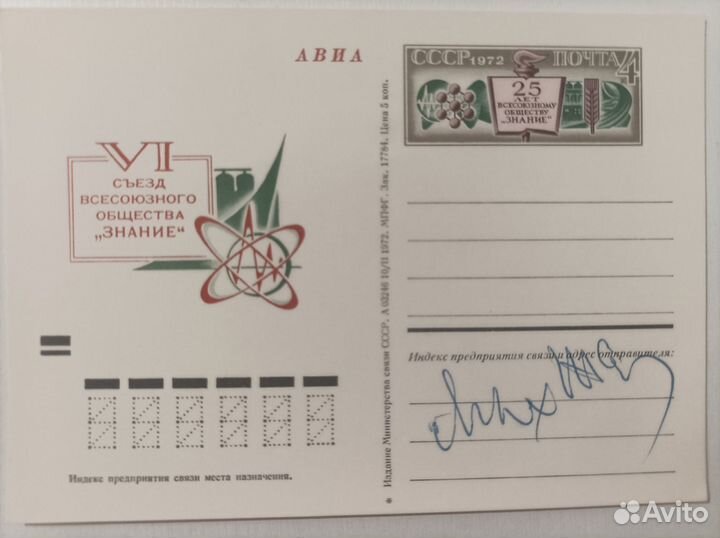 АВИА
СССР 1972 ПОЧТА 4
25
ЛЕТ
ВСЕСОЮЗНОМУ
ОБЩЕСТВУ
„ЗНАНИЕ“
VI
СЪЕЗД
ВСЕСОЮЗНОГО
ОБЩЕСТВА
„ЗНАНИЕ“
Издание Министерства связи СССР. А 03246 10/II 1972. МПФГ. Зак. 17784. Цена 5 коп.
Индекс предприятия связи и адрес отправителя:
Индекс предприятия связи места назначения.
Avito